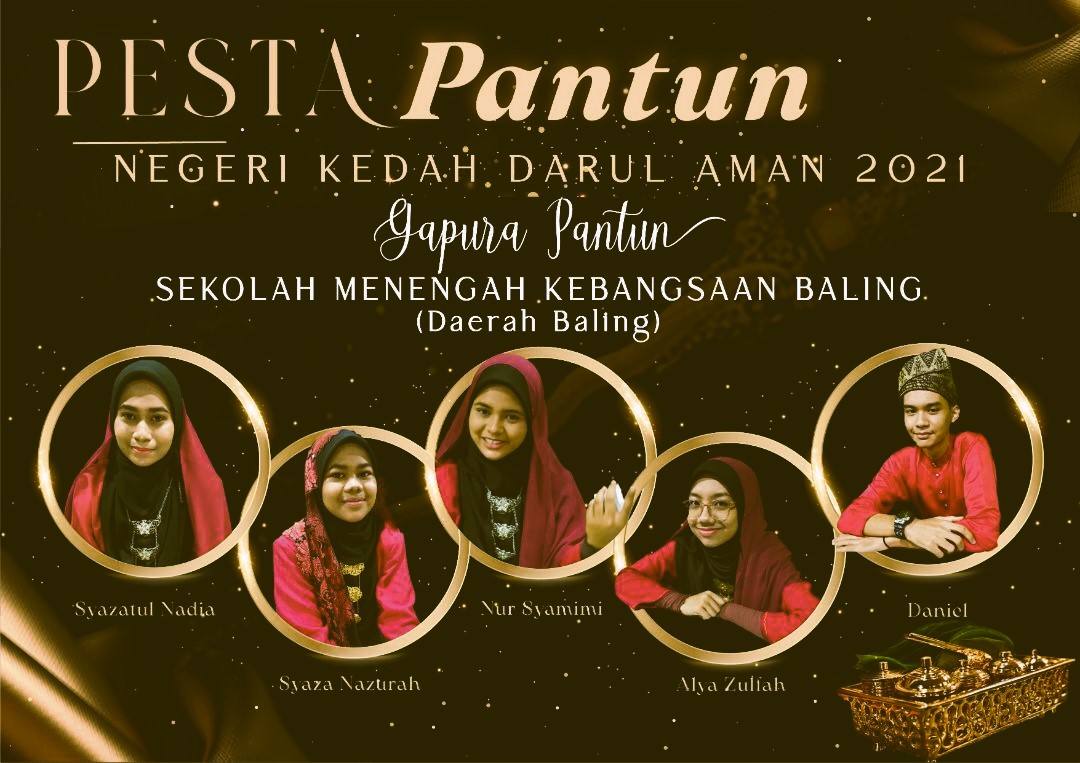 PESTA Pantun
NEGERI KEDAH DARUL AMAN 2021
Gapura Pantun
SEKOLAH MENENGAH KEBANGSAAN BALING
(Daerah Baling)
Syazatul Nadia
Syaza Nazurah
Nur Syamimi
Alya Zulfah
Daniel